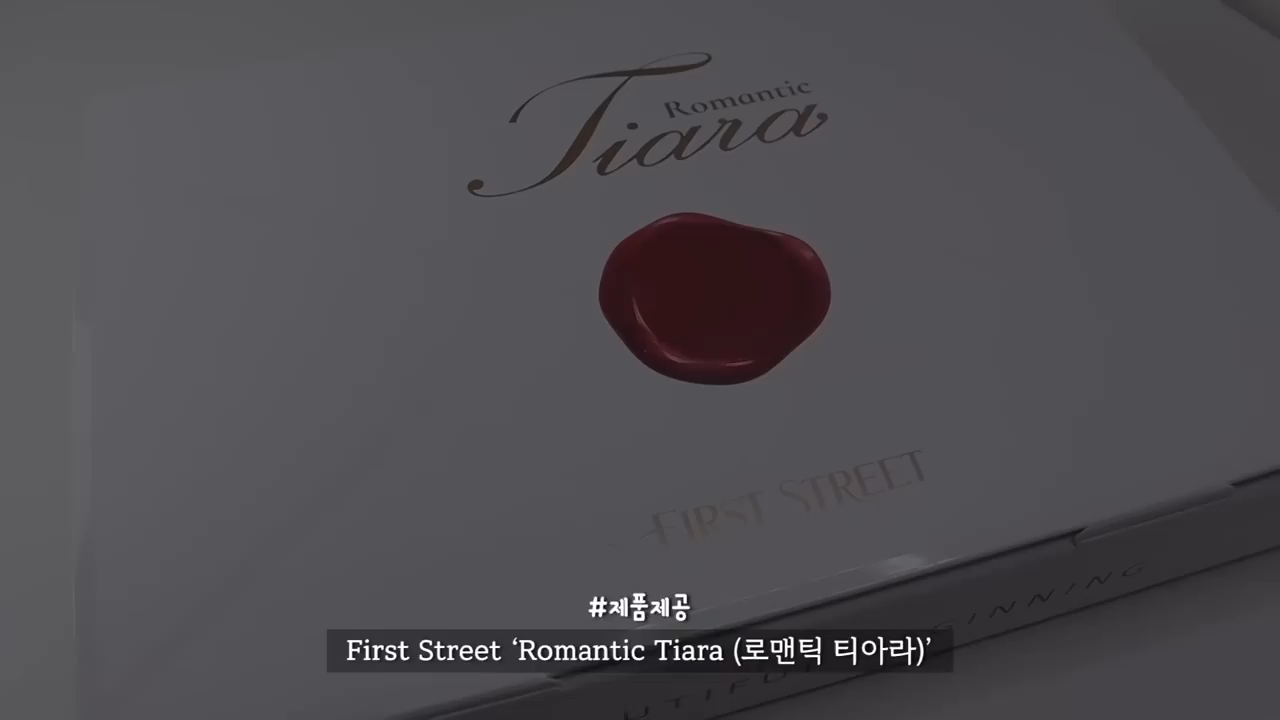 Romantic
Tiara
FIRST STREET
#제품제공
First Street ‘Romantic Tiara (로맨틱 티아라)’